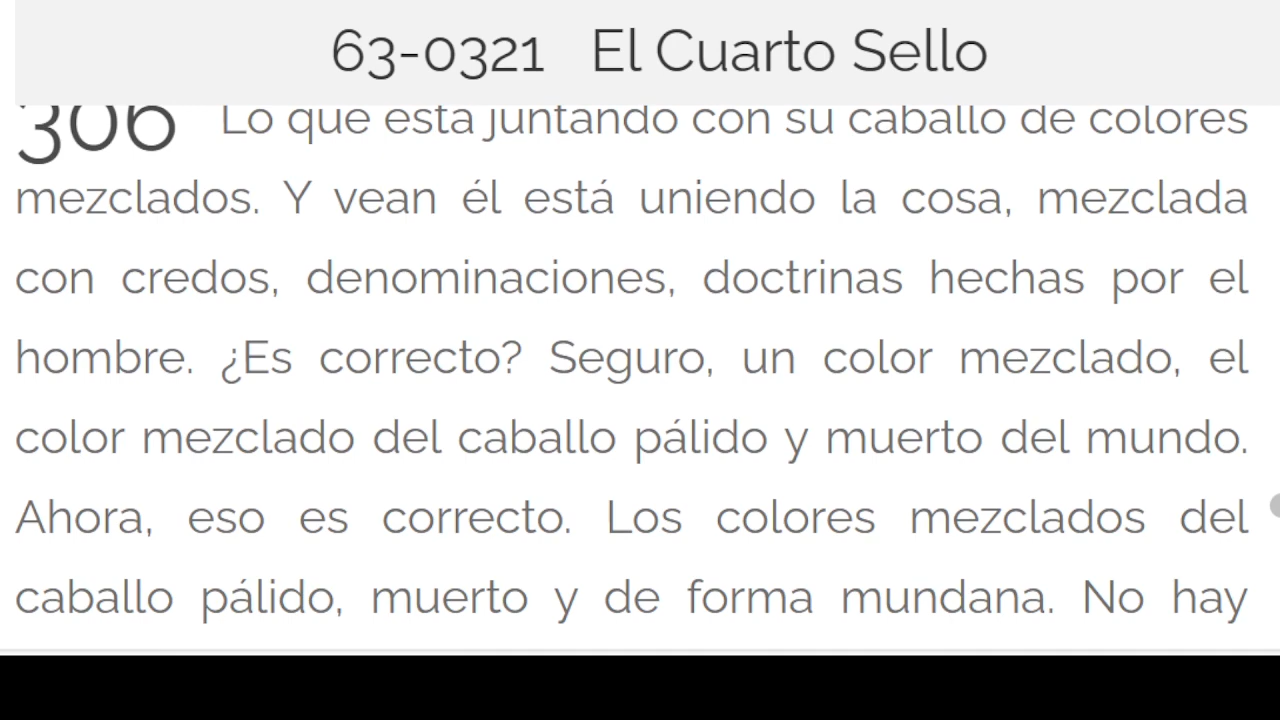 63-0321 El Cuarto Sello
306 Lo que está juntando con su caballo de colores
mezclados. Y vean él está uniendo la cosa, mezclada
con credos, denominaciones, doctrinas hechas por el
hombre. ¿Es correcto? Seguro, un color mezclado, el
color mezclado del caballo pálido y muerto del mundo.
Ahora, eso es correcto. Los colores mezclados del
caballo pálido, muerto y de forma mundana. No hay